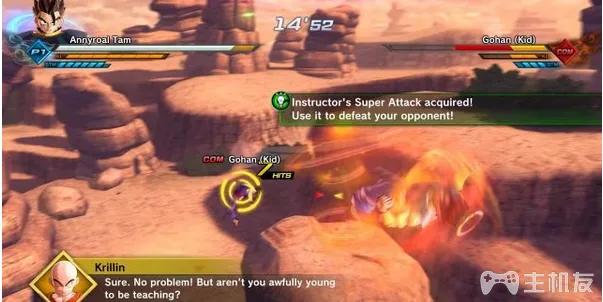 14'52
Annyroal Tam
Gohan (Kid)
P1
COM
STM
Instructor's Super Attack acquired!
Use it to defeat your opponent!
COM Gohan (Kid)
HITS
Krillin
Sure. No problem! But aren't you awfully young
to be teaching?
主机友